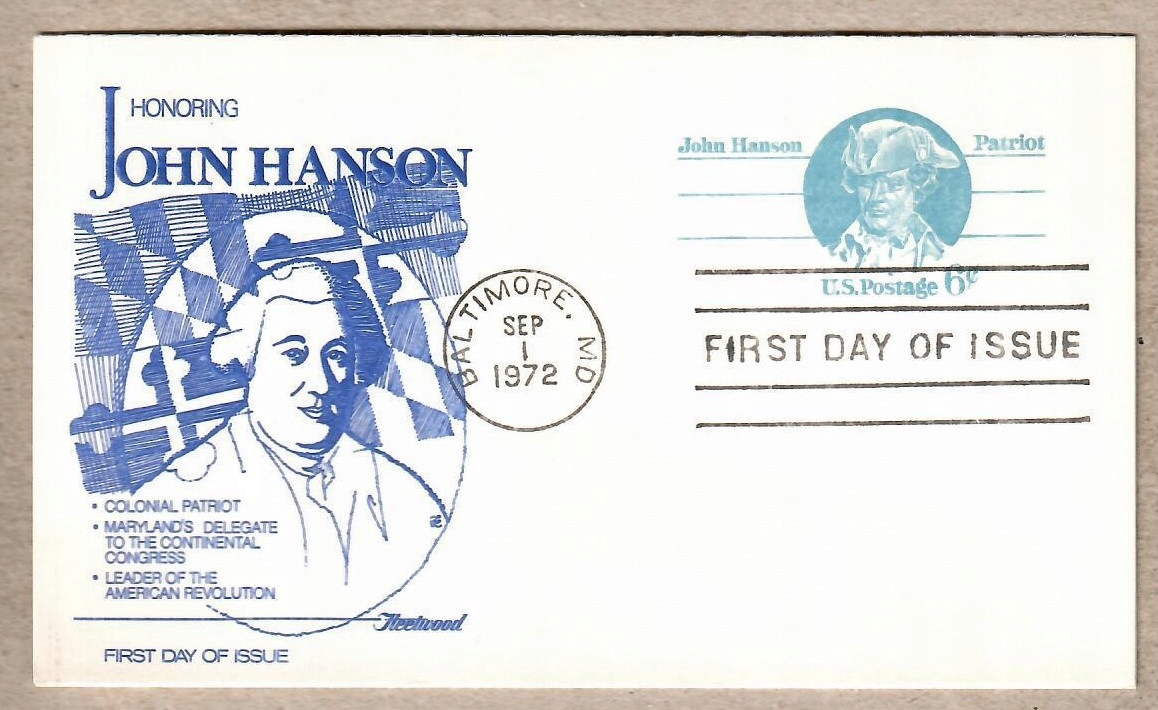 HONORING
JOHN HANSON
• COLONIAL PATRIOT
• MARYLAND'S DELEGATE
TO THE CONTINENTAL
CONGRESS
• LEADER OF THE
AMERICAN REVOLUTION
Fleetwood
FIRST DAY OF ISSUE
BALTIMORE, MD
SEP
1
1972
John Hanson Patriot
U.S. Postage 6¢
FIRST DAY OF ISSUE